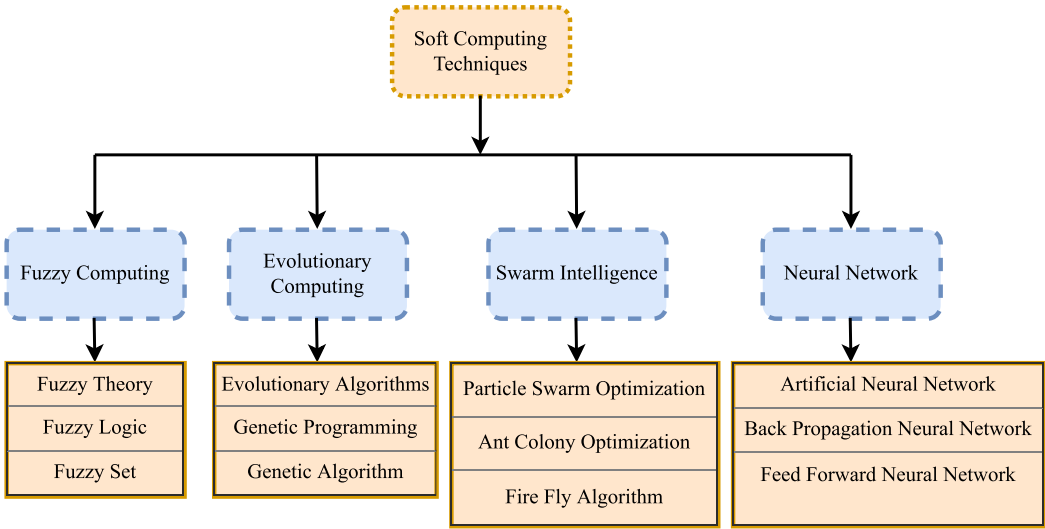 Soft Computing
Techniques
Fuzzy Computing
Evolutionary
Computing
Swarm Intelligence
Neural Network
Fuzzy Theory
Fuzzy Logic
Fuzzy Set
Evolutionary Algorithms
Genetic Programming
Genetic Algorithm
Particle Swarm Optimization
Ant Colony Optimization
Fire Fly Algorithm
Artificial Neural Network
Back Propagation Neural Network
Feed Forward Neural Network